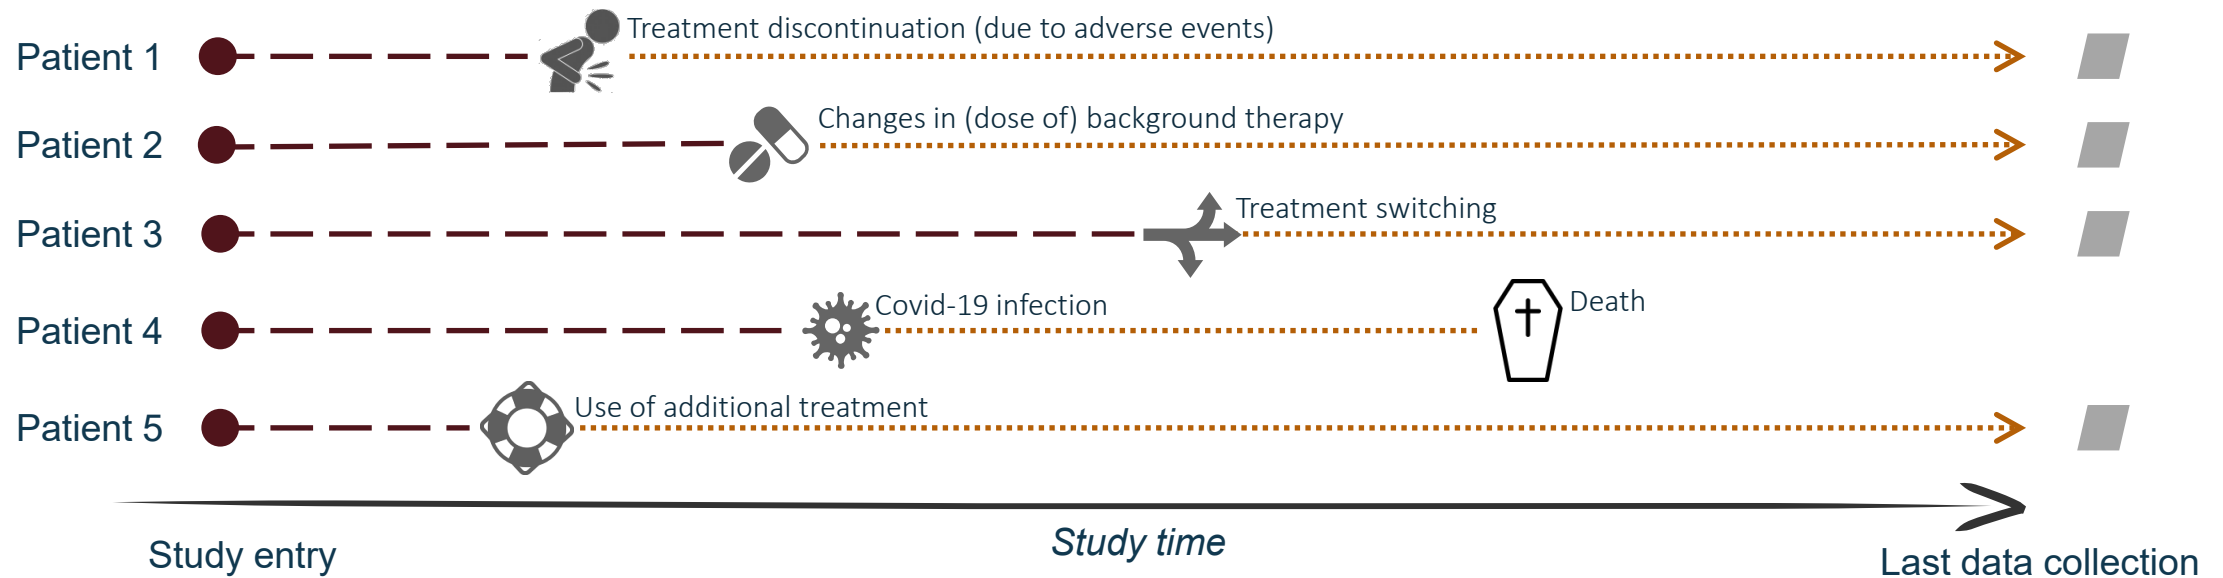 Patient 1
Treatment discontinuation (due to adverse events)
Patient 2
Changes in (dose of) background therapy
Patient 3
Treatment switching
Patient 4
Covid-19 infection
Death
Patient 5
Use of additional treatment
Study entry
Study time
Last data collection